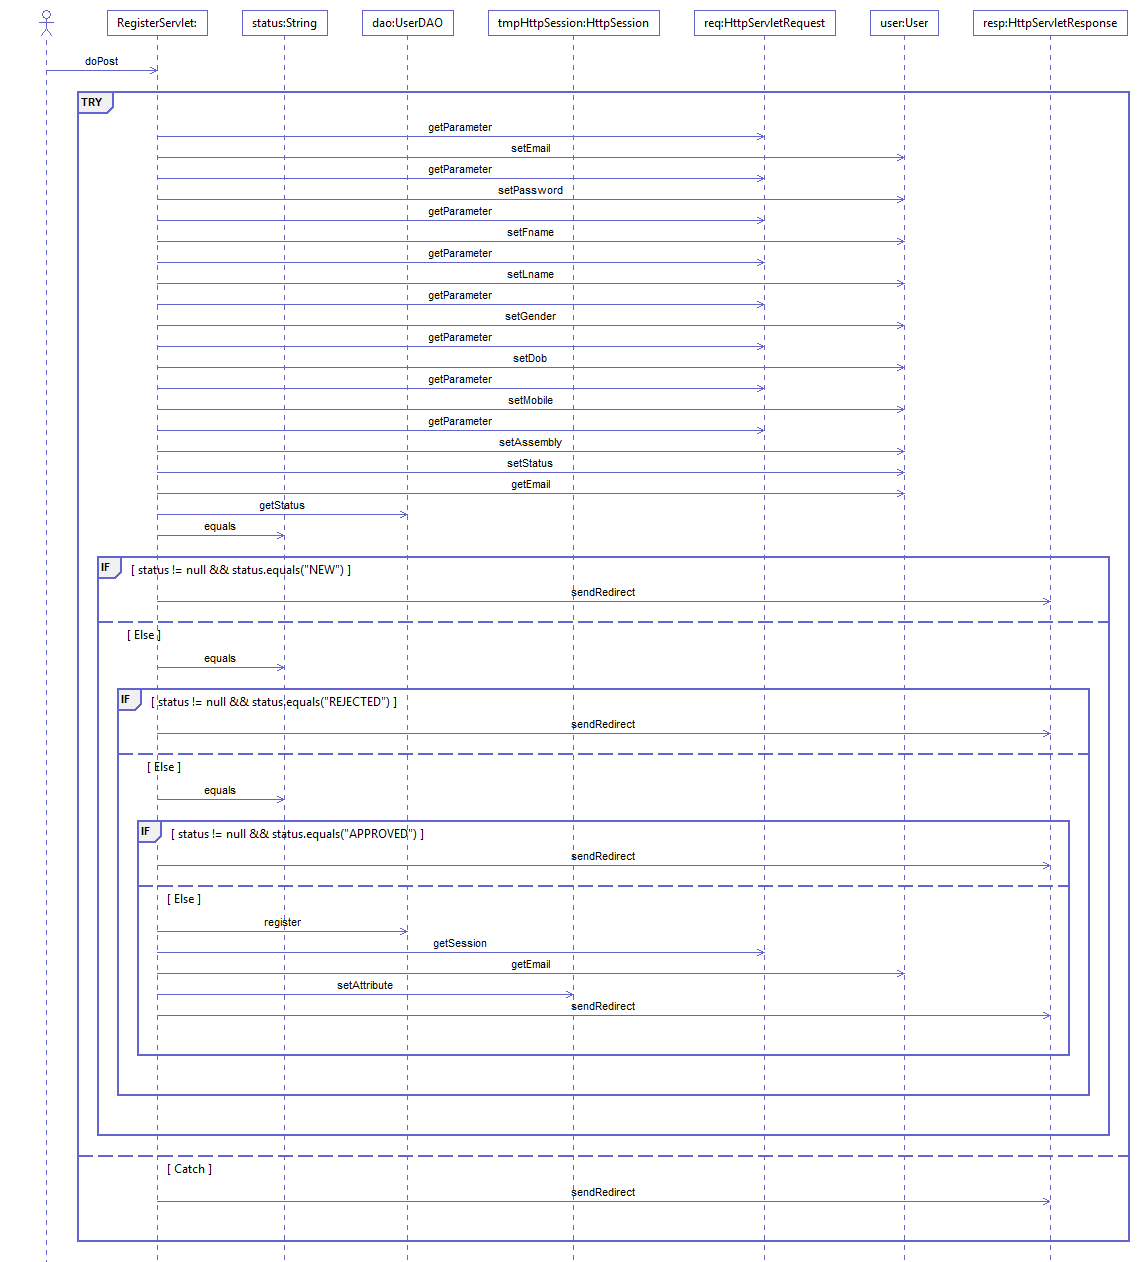 RegisterServlet: status:String dao:UserDAO tmpHttpSession:HttpSession req:HttpServletRequest user:User resp:HttpServletResponse
doPost
TRY
getParameter
setEmail
getParameter
setPassword
getParameter
setFname
getParameter
setLname
getParameter
setGender
getParameter
setDob
getParameter
setMobile
getParameter
setAssembly
setStatus
getEmail
getStatus
equals
IF [ status != null && status.equals("NEW") ]
sendRedirect
[ Else ]
equals
IF [ status != null && status.equals("REJECTED") ]
sendRedirect
[ Else ]
equals
IF [ status != null && status.equals("APPROVED") ]
sendRedirect
[ Else ]
register
getSession
getEmail
setAttribute
sendRedirect
[ Catch ]
sendRedirect